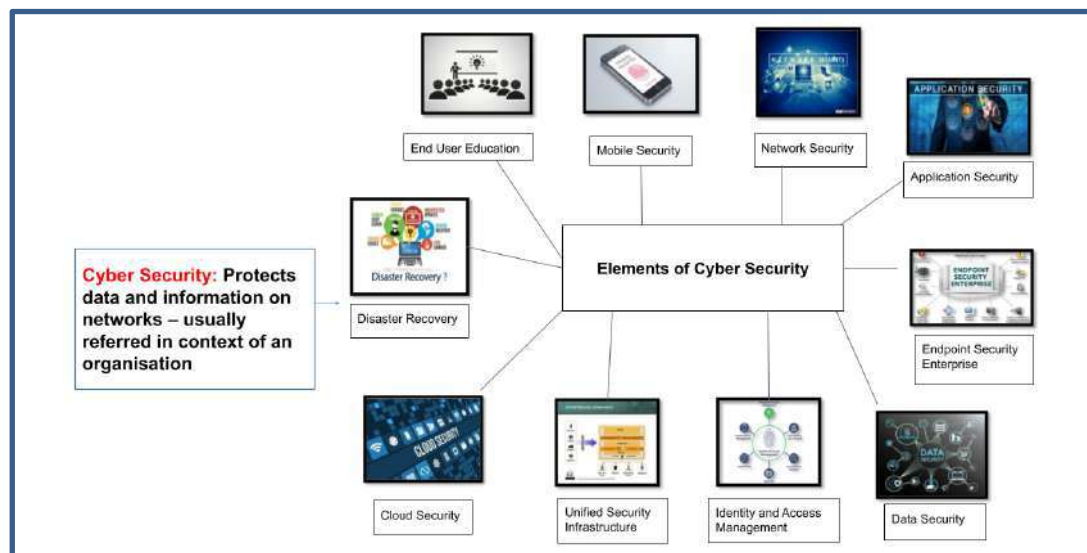 NETWORK SECURITY
APPLICATION SECURITY
End User Education
Mobile Security
Network Security
Application Security
Disaster Recovery ?
Disaster Recovery
Cyber Security: Protects
data and information on
networks – usually
referred in context of an
organisation
Elements of Cyber Security
ENDPOINT
SECURITY
ENTERPRISE
Endpoint Security
Enterprise
CLOUD SECURITY
DATA
SECURITY
Cloud Security
Unified Security
Infrastructure
Identity and Access
Management
Data Security